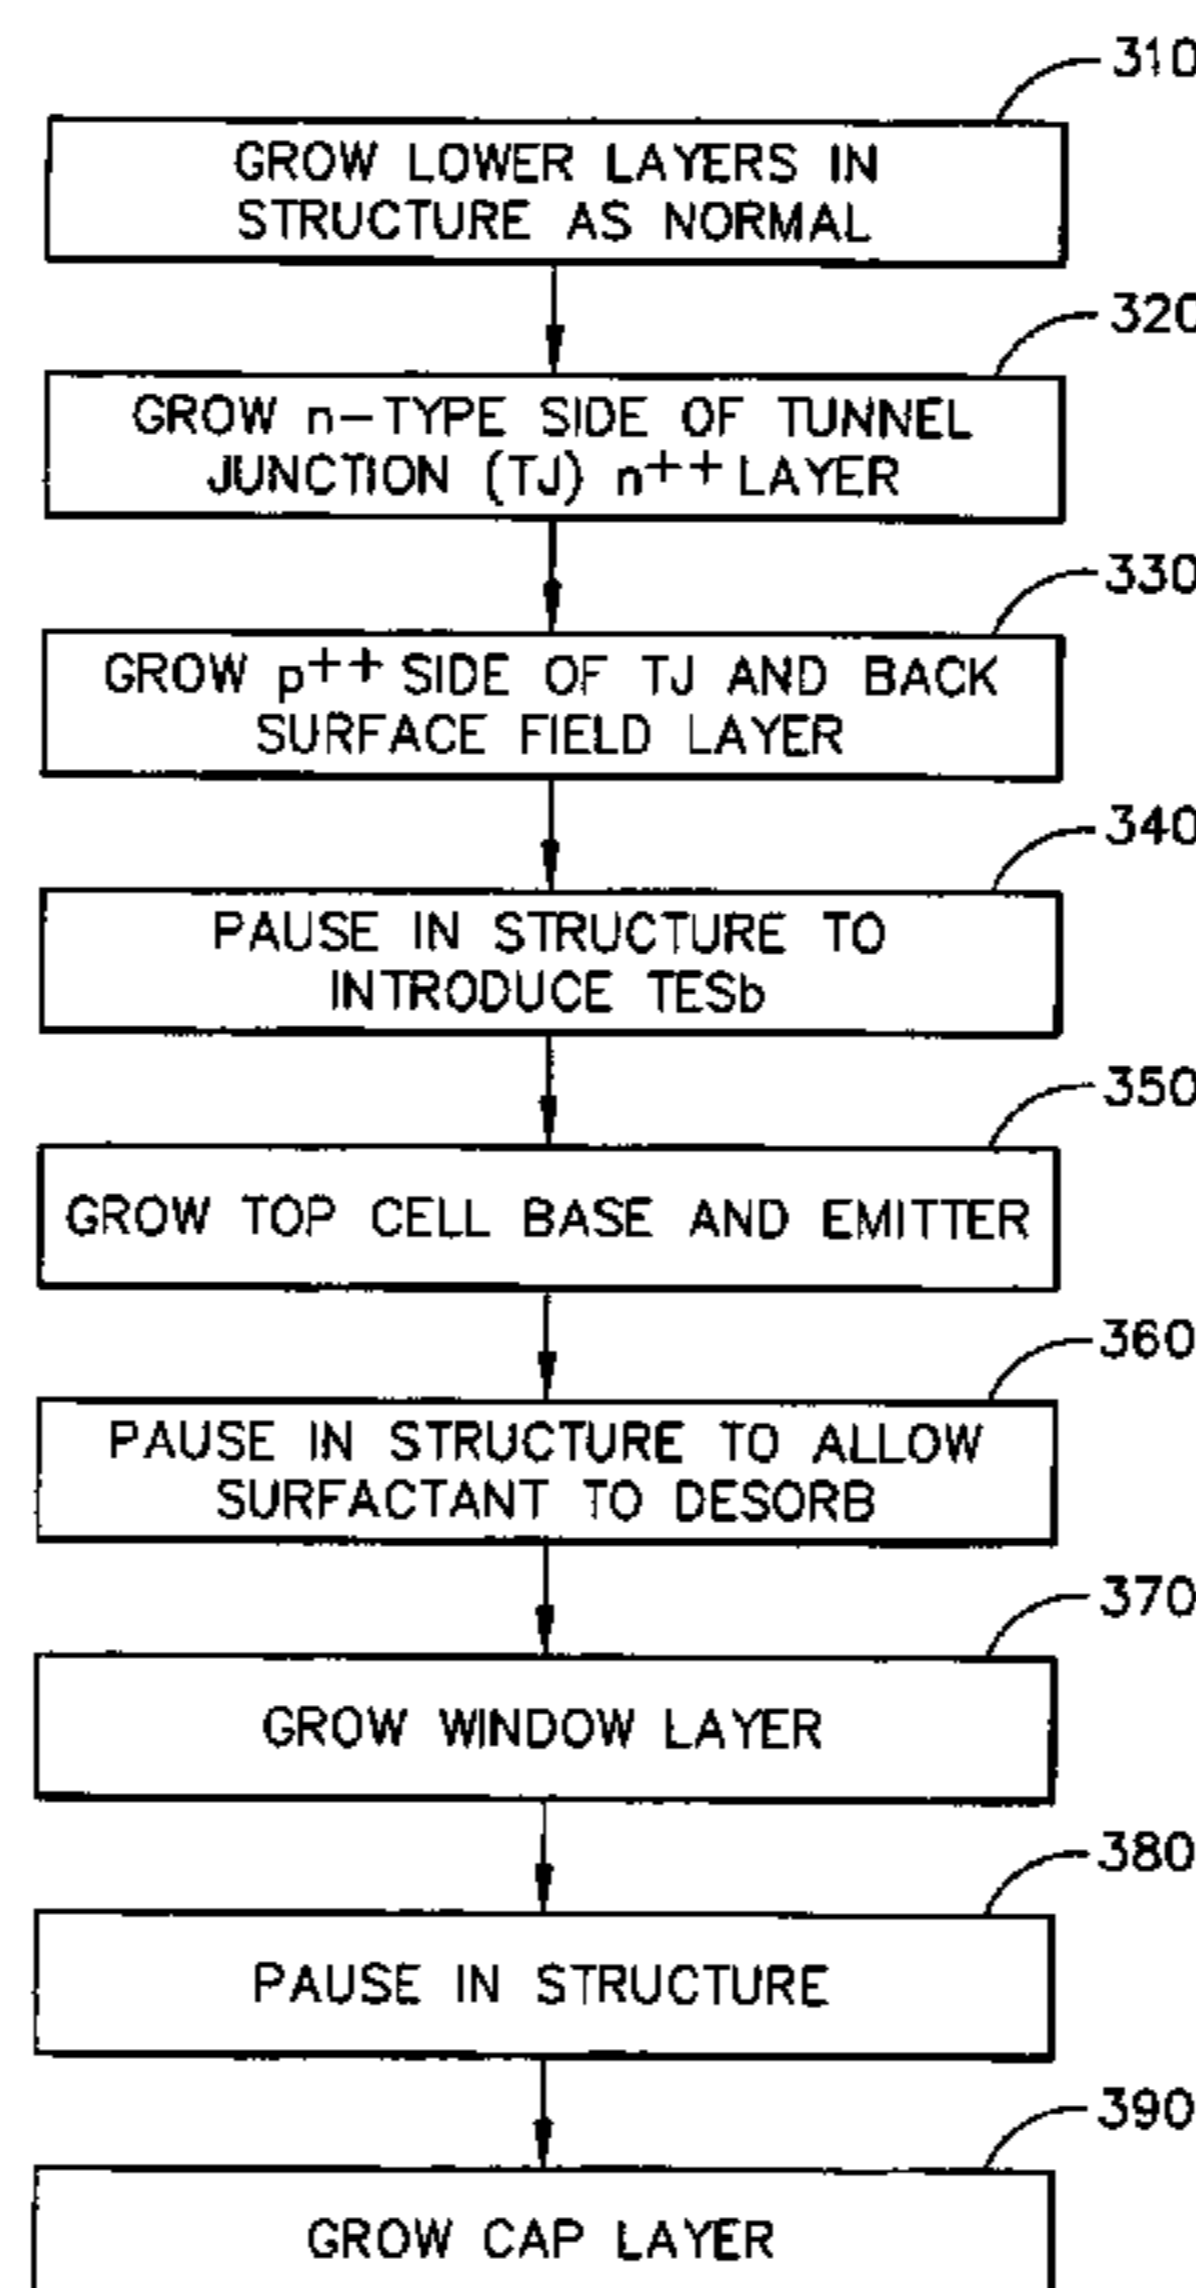 310
GROW LOWER LAYERS IN
STRUCTURE AS NORMAL
320
GROW n-TYPE SIDE OF TUNNEL
JUNCTION (TJ) n++ LAYER
330
GROW p++ SIDE OF TJ AND BACK
SURFACE FIELD LAYER
340
PAUSE IN STRUCTURE TO
INTRODUCE TESb
350
GROW TOP CELL BASE AND EMITTER
360
PAUSE IN STRUCTURE TO ALLOW
SURFACTANT TO DESORB
370
GROW WINDOW LAYER
380
PAUSE IN STRUCTURE
390
GROW CAP LAYER